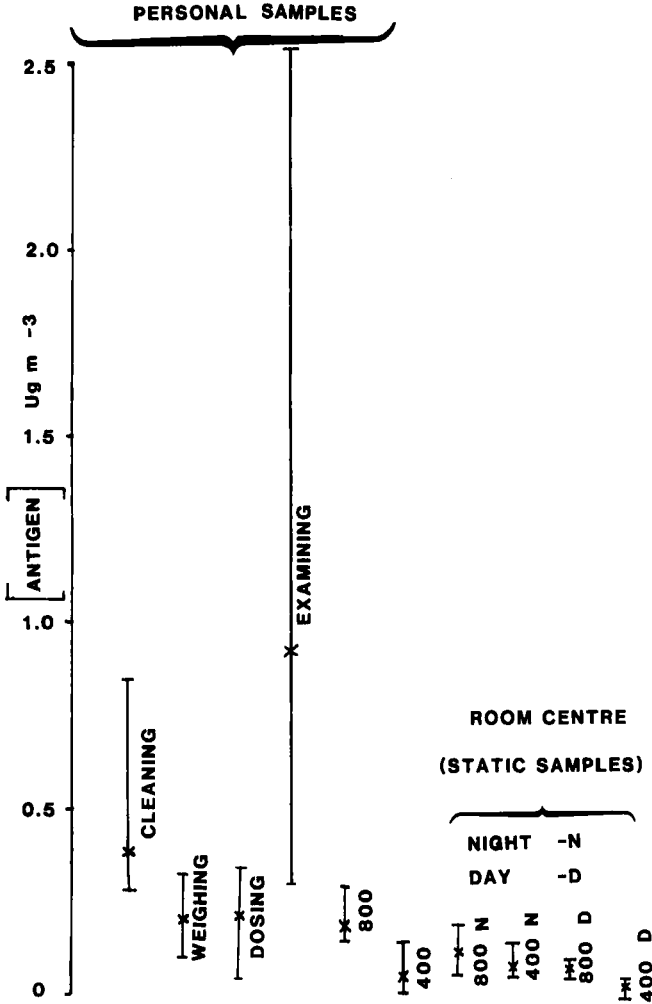 PERSONAL SAMPLES
2.5
2.0
1.5
1.0
0.5
0
[ANTIGEN] Ug m -3
CLEANING
WEIGHING
DOSING
EXAMINING
800
400
ROOM CENTRE
(STATIC SAMPLES)
NIGHT -N
DAY -D
800 N
400 N
800 D
400 D